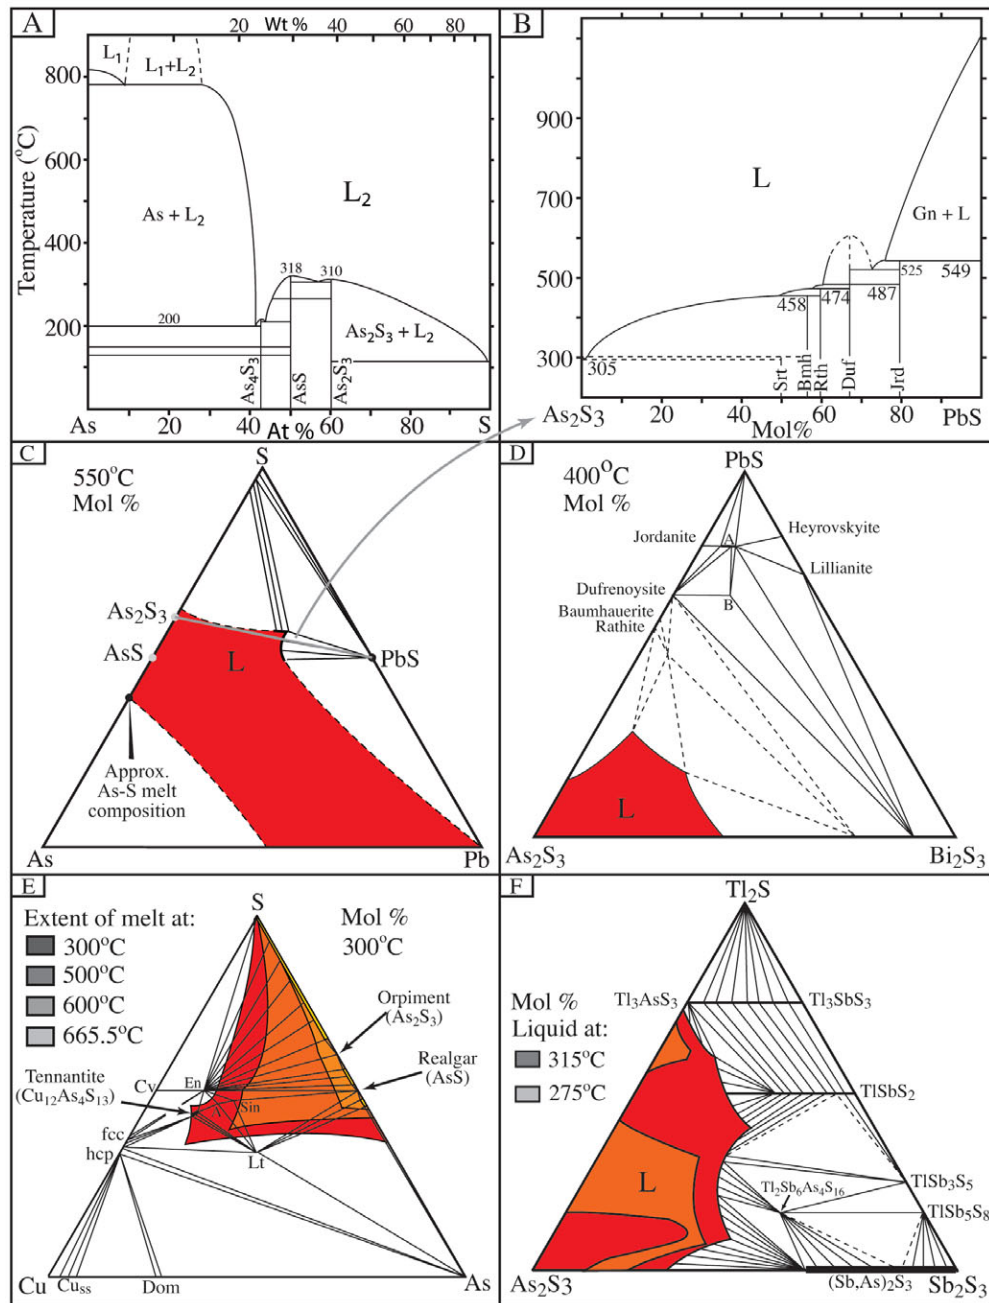 A
20
Wt %
60
80
L₁
L₁+L₂
800
600
400
200
Temperature (°C)
L₂
As + L₂
318
310
200
As₂S₃ + L₂
As₄S₃
AsS
As₂S₃
As
20
40
At %
60
80
S
B
900
700
500
300
L
Gn + L
525
549
458
474
487
305
Srt
Bmh
Rth
Duf
Jrd
As₂S₃
20
40
60
80
PbS
Mol%
C
550°C
Mol %
S
As₂S₃
AsS
L
PbS
Approx.
As-S melt
composition
As
Pb
D
400°C
Mol %
PbS
Jordanite
A
Heyrovskyite
Lillianite
Dufrenoysite
B
Baumhauerite
Rathite
L
As₂S₃
Bi₂S₃
E
Extent of melt at:
300°C
500°C
600°C
665.5°C
S
Mol %
300°C
Orpiment
(As₂S₃)
Realgar
(AsS)
Tennantite
(Cu₁₂As₄S₁₃)
Cv
En
A
Sin
fcc
hcp
Lt
Cu
Cuss
Dom
As
F
Tl₂S
Tl₃AsS₃
Tl₃SbS₃
Mol %
Liquid at:
315°C
275°C
TlSbS₂
L
Tl₂Sb₆As₄S₁₆
TlSb₃S₅
TlSb₅S₈
As₂S₃
(Sb,As)₂S₃
Sb₂S₃